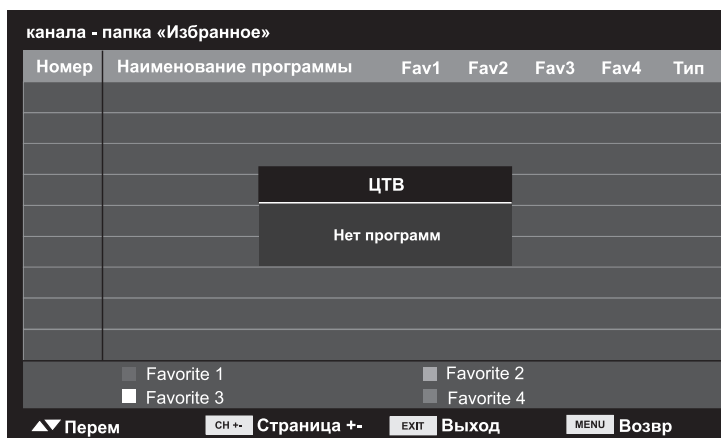 канала - папка «Избранное»
Номер Наименование программы Fav1 Fav2 Fav3 Fav4 Тип
ЦТВ
Нет программ
Favorite 1 Favorite 2
Favorite 3 Favorite 4
▲▼ Перем CH +- Страница +- EXIT Выход MENU Возвр